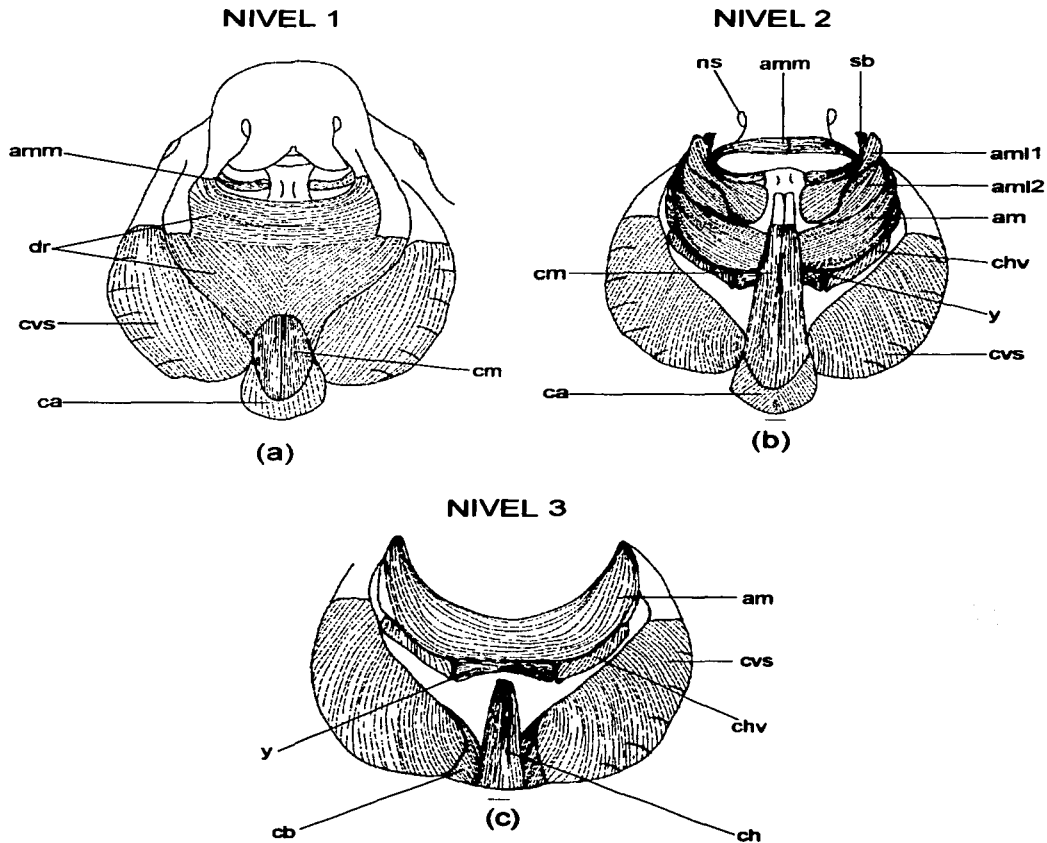 NIVEL 1
amm
dr
cvs
ca
cm
(a)
NIVEL 2
ns
amm
sb
aml1
aml2
am
chv
y
cvs
cm
ca
(b)
NIVEL 3
am
cvs
chv
y
cb
ch
(c)